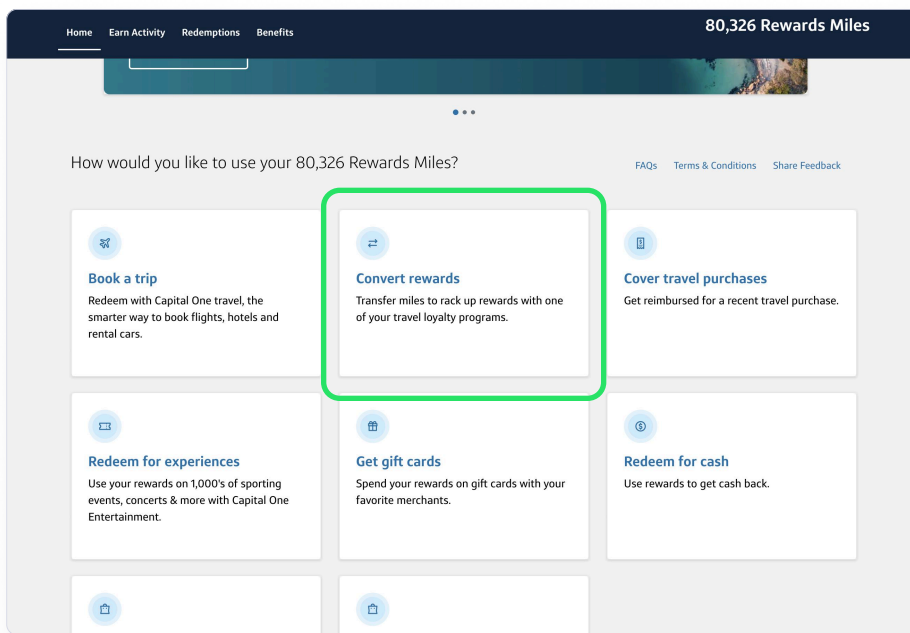 Home Earn Activity Redemptions Benefits 80,326 Rewards Miles
How would you like to use your 80,326 Rewards Miles?
FAQs Terms & Conditions Share Feedback
Book a trip
Redeem with Capital One travel, the
smarter way to book flights, hotels and
rental cars.
Convert rewards
Transfer miles to rack up rewards with one
of your travel loyalty programs.
Cover travel purchases
Get reimbursed for a recent travel purchase.
Redeem for experiences
Use your rewards on 1,000's of sporting
events, concerts & more with Capital One
Entertainment.
Get gift cards
Spend your rewards on gift cards with your
favorite merchants.
Redeem for cash
Use rewards to get cash back.